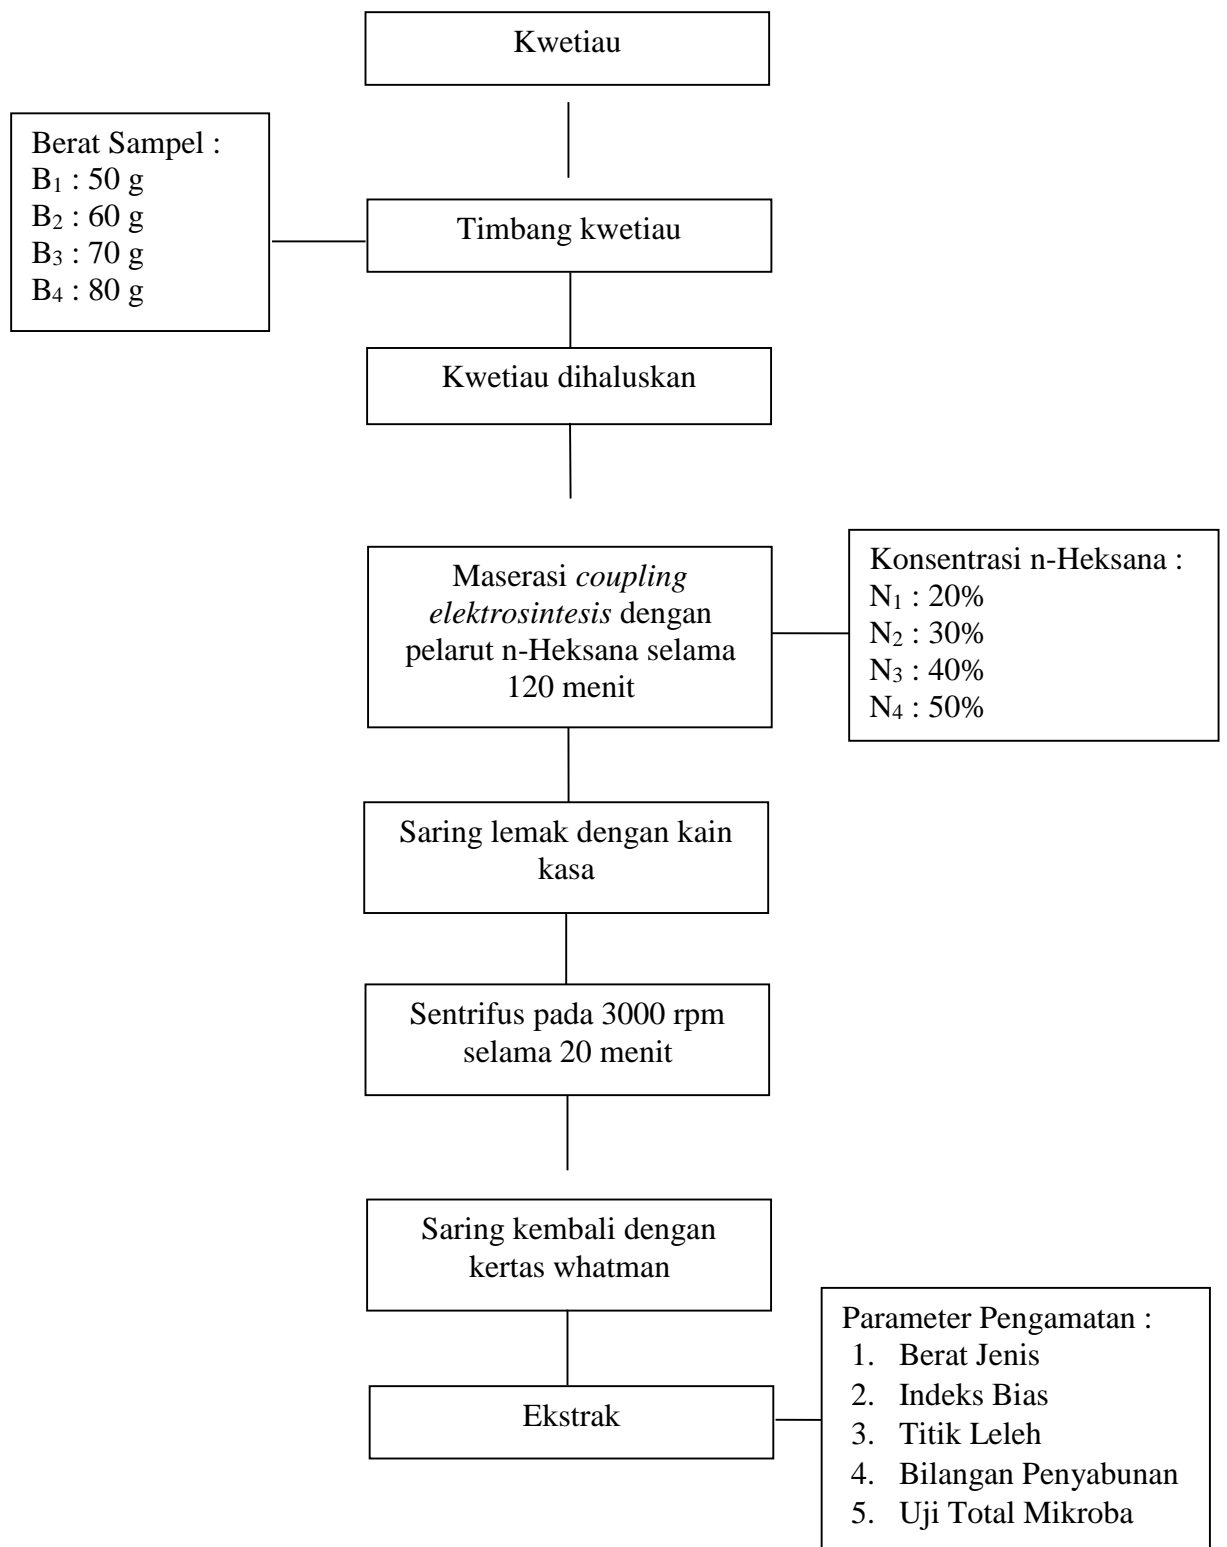 Kwetiau
Berat Sampel :
B₁ : 50 g
B₂ : 60 g
B₃ : 70 g
B₄ : 80 g
Timbang kwetiau
Kwetiau dihaluskan
Maserasi coupling
elektrosintesis dengan
pelarut n-Heksana selama
120 menit
Konsentrasi n-Heksana :
N₁ : 20%
N₂ : 30%
N₃ : 40%
N₄ : 50%
Saring lemak dengan kain
kasa
Sentrifus pada 3000 rpm
selama 20 menit
Saring kembali dengan
kertas whatman
Ekstrak
Parameter Pengamatan :
1. Berat Jenis
2. Indeks Bias
3. Titik Leleh
4. Bilangan Penyabunan
5. Uji Total Mikroba